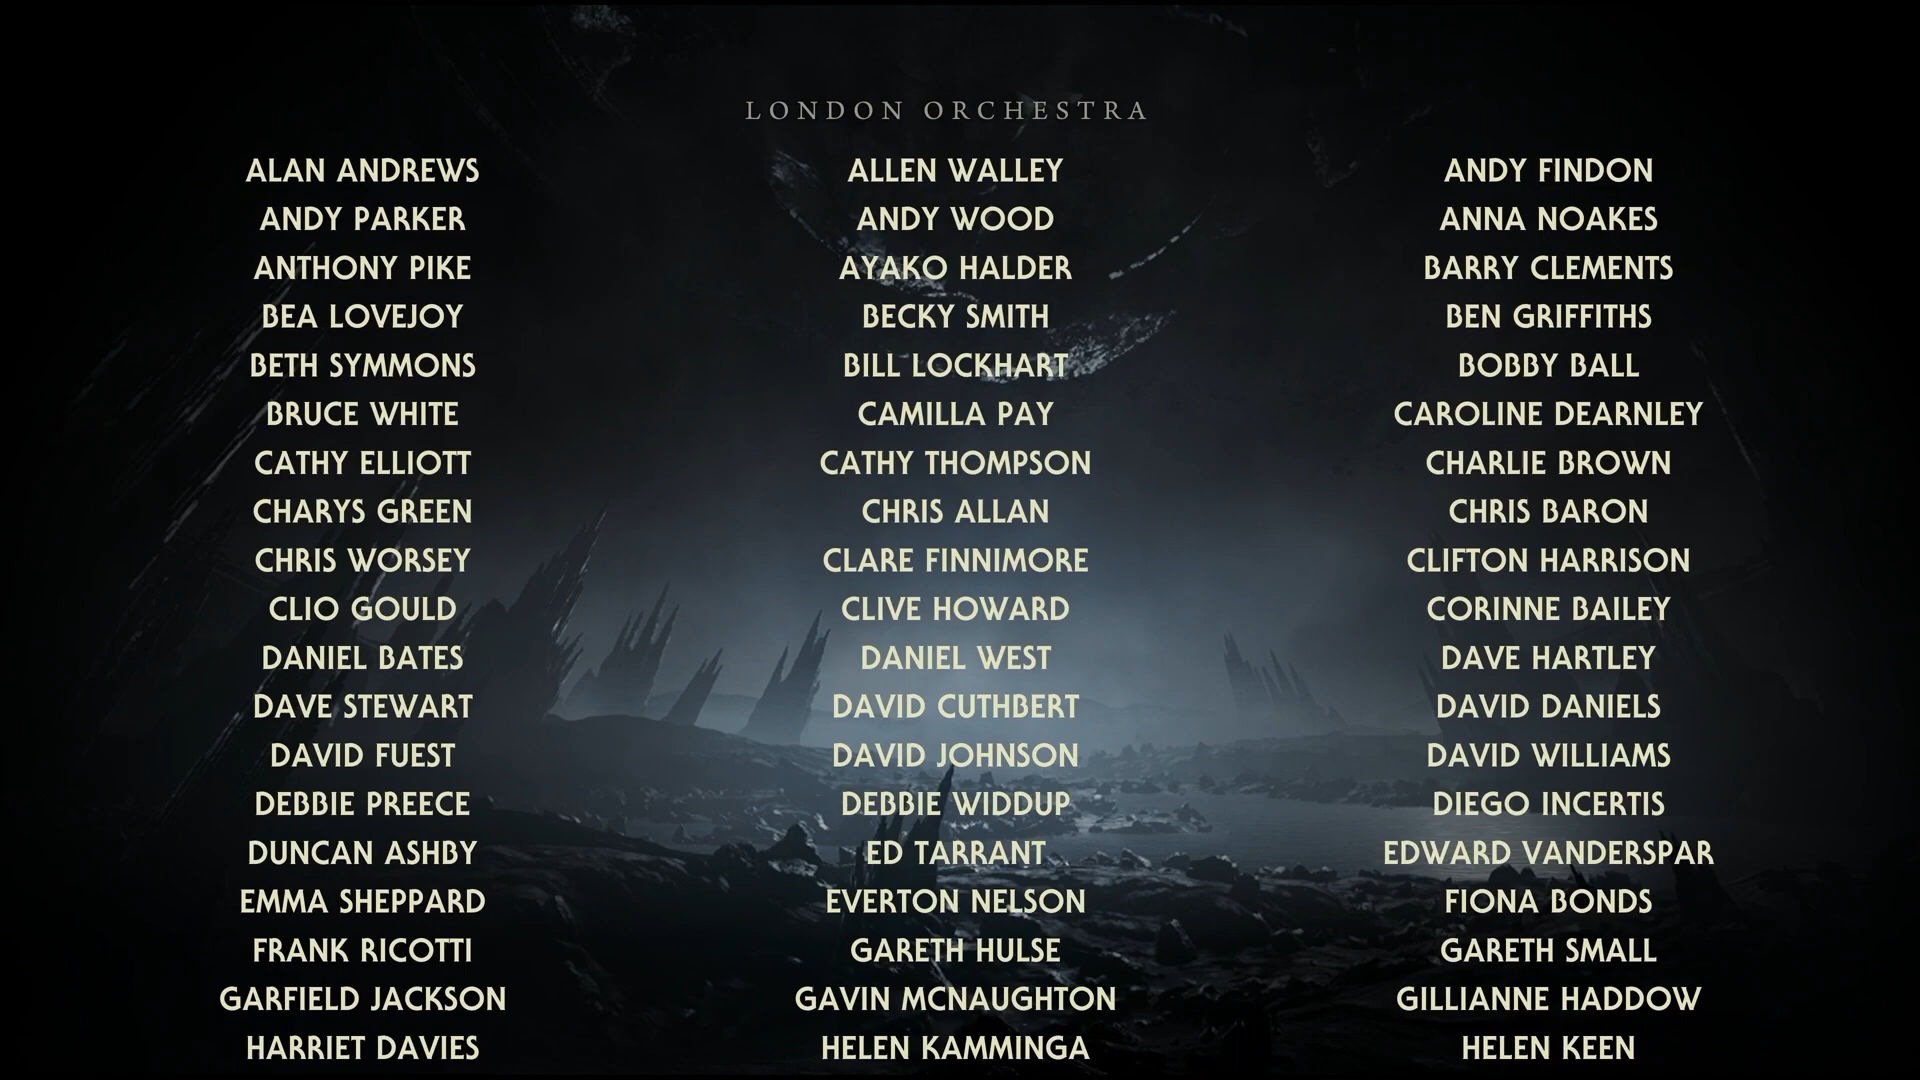 LONDON ORCHESTRA
ALAN ANDREWS ALLEN WALLEY ANDY FINDON
ANDY PARKER ANDY WOOD ANNA NOAKES
ANTHONY PIKE AYAKO HALDER BARRY CLEMENTS
BEA LOVEJOY BECKY SMITH BEN GRIFFITHS
BETH SYMMONS BILL LOCKHART BOBBY BALL
BRUCE WHITE CAMILLA PAY CAROLINE DEARNLEY
CATHY ELLIOTT CATHY THOMPSON CHARLIE BROWN
CHARYS GREEN CHRIS ALLAN CHRIS BARON
CHRIS WORSEY CLARE FINNIMORE CLIFTON HARRISON
CLIO GOULD CLIVE HOWARD CORINNE BAILEY
DANIEL BATES DANIEL WEST DAVE HARTLEY
DAVE STEWART DAVID CUTHBERT DAVID DANIELS
DAVID FUEST DAVID JOHNSON DAVID WILLIAMS
DEBBIE PREECE DEBBIE WIDDUP DIEGO INCERTIS
DUNCAN ASHBY ED TARRANT EDWARD VANDERSPAR
EMMA SHEPPARD EVERTON NELSON FIONA BONDS
FRANK RICOTTI GARETH HULSE GARETH SMALL
GARFIELD JACKSON GAVIN MCNAUGHTON GILLIANNE HADDOW
HARRIET DAVIES HELEN KAMMINGA HELEN KEEN